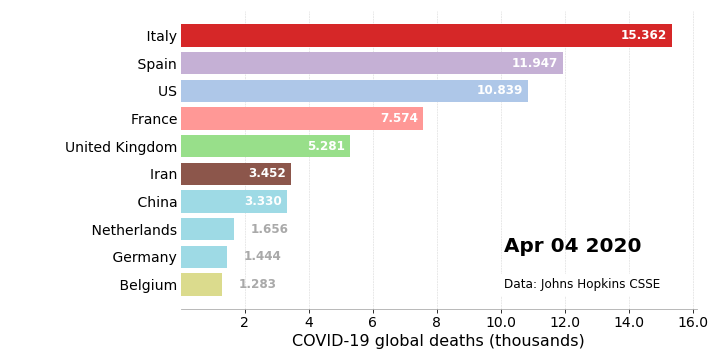 Italy 15.362
Spain 11.947
US 10.839
France 7.574
United Kingdom 5.281
Iran 3.452
China 3.330
Netherlands 1.656
Germany 1.444
Belgium 1.283
Apr 04 2020
Data: Johns Hopkins CSSE
2 4 6 8 10.0 12.0 14.0 16.0
COVID-19 global deaths (thousands)